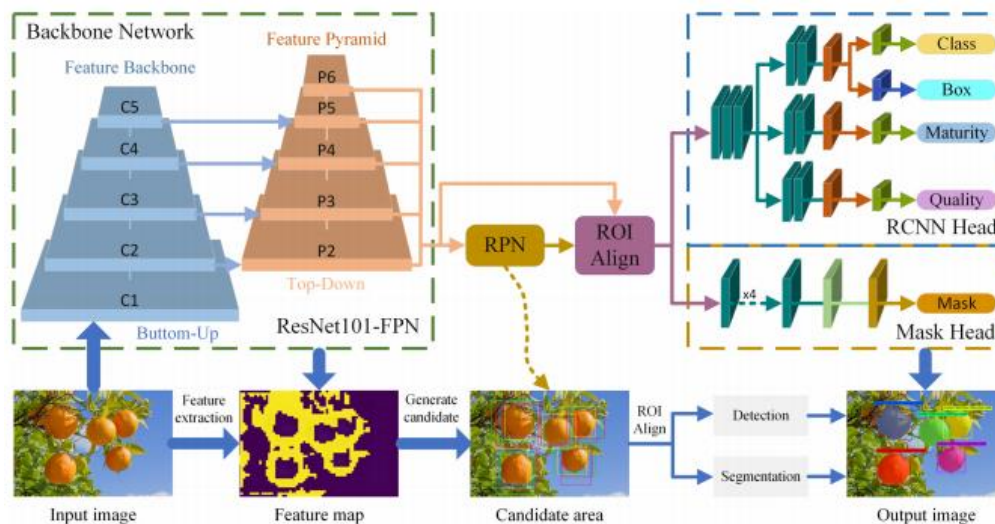 Backbone Network
Feature Pyramid
Feature Backbone
P6
C5
P5
C4
P4
C3
P3
C2
P2
C1
Top-Down
Buttom-Up
ResNet101-FPN
RPN
ROI
Align
Class
Box
Maturity
Quality
RCNN Head
x4
Mask
Mask Head
Feature
extraction
Generate
candidate
ROI
Align
Detection
Segmentation
Input image
Feature map
Candidate area
Output image